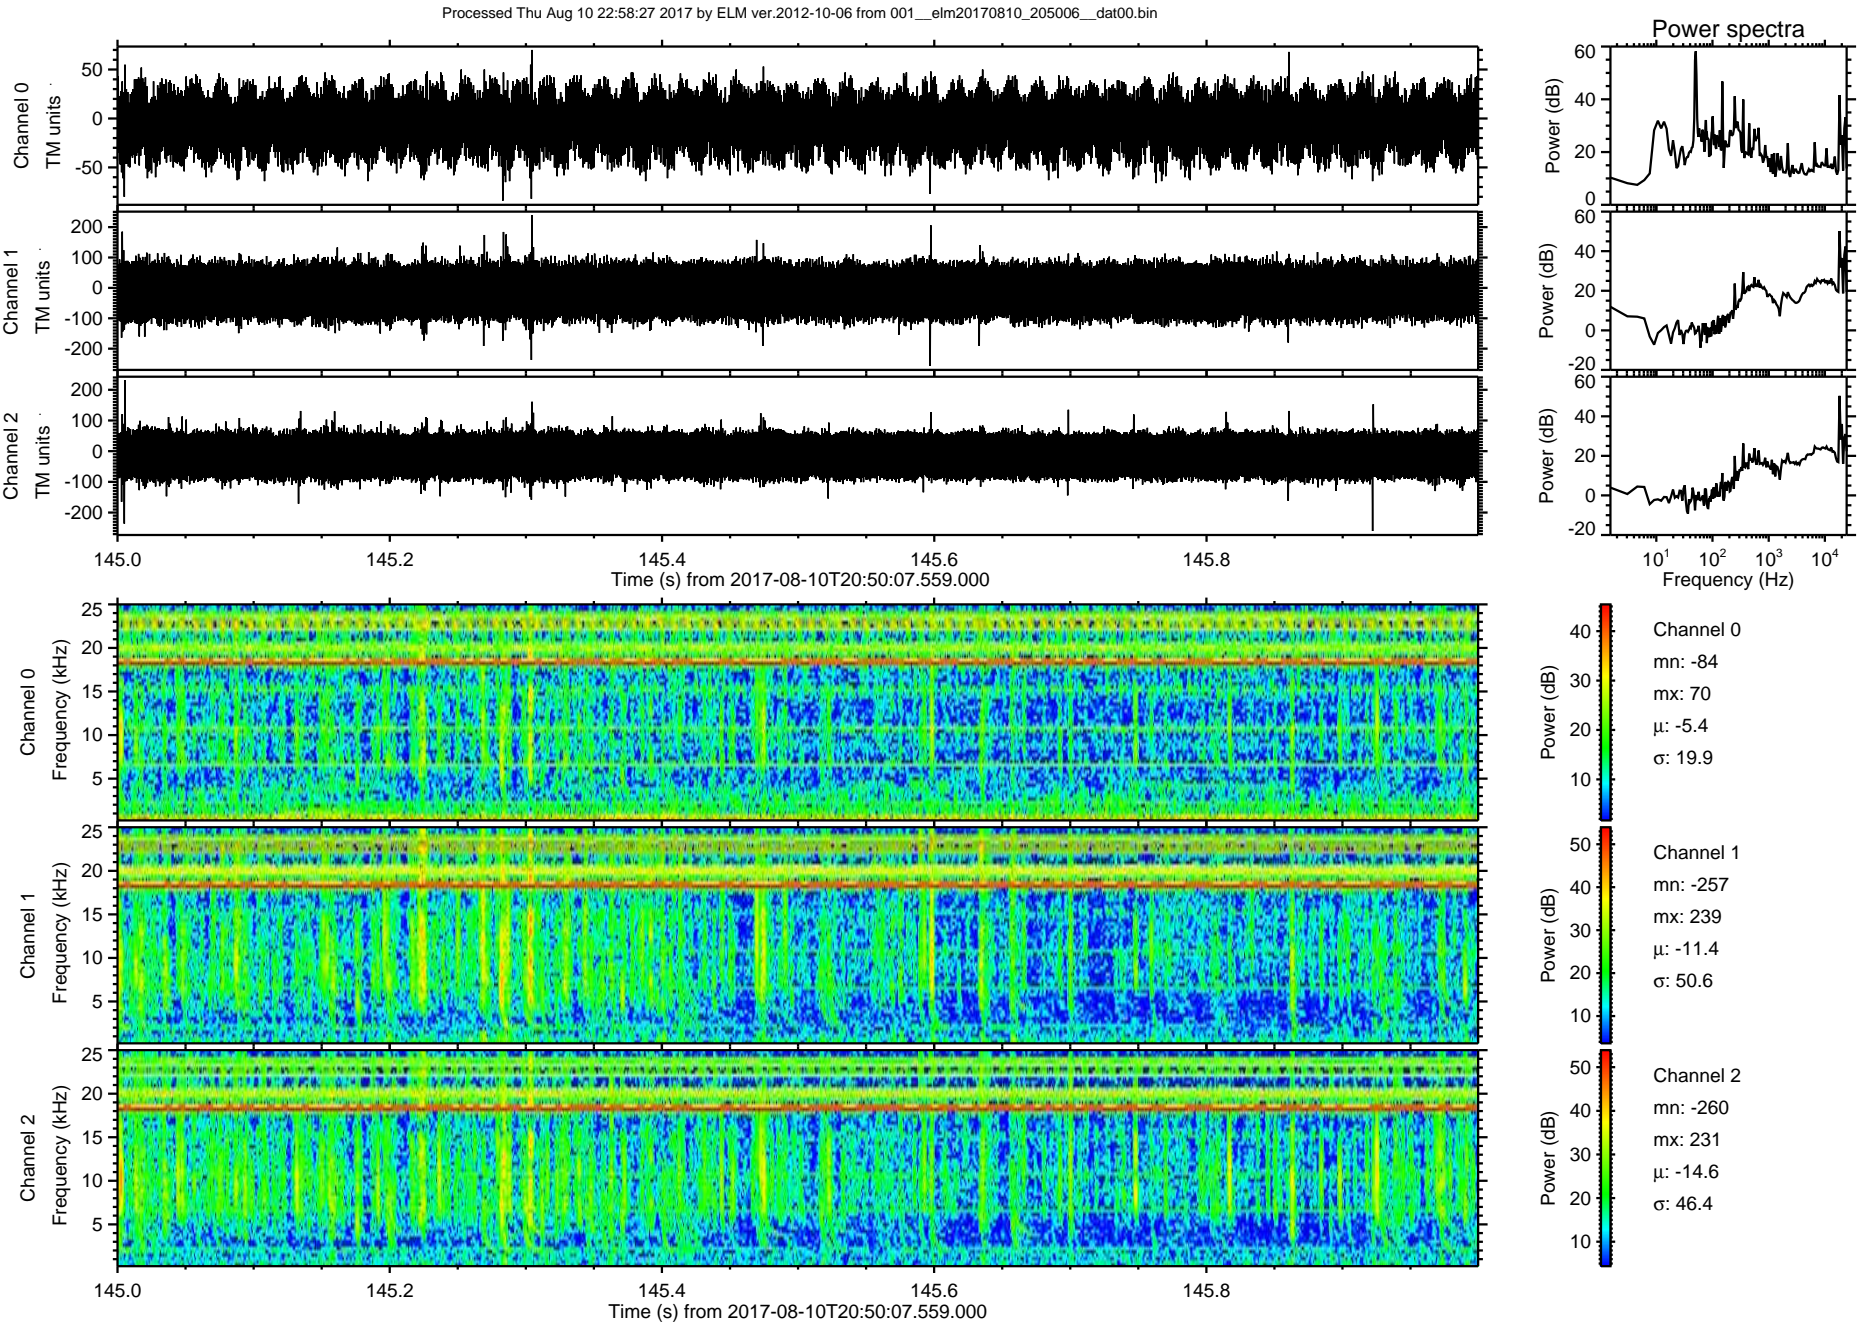 Processed Thu Aug 10 22:58:27 2017 by ELM ver.2012-10-06 from 001__elm20170810_205006__dat00.bin
Power spectra
Channel 0
TM units
50
0
-50
Power (dB)
60
40
20
0
Channel 1
TM units
200
100
0
-100
-200
Power (dB)
60
40
20
0
-20
Channel 2
TM units
200
100
0
-100
-200
Power (dB)
60
40
20
0
-20
145.0 145.2 145.4 145.6 145.8
Time (s) from 2017-08-10T20:50:07.559.000
10^1 10^2 10^3 10^4
Frequency (Hz)
Channel 0
Frequency (kHz)
25
20
15
10
5
Power (dB)
40
30
20
10
Channel 0
mn: -84
mx: 70
μ: -5.4
σ: 19.9
Channel 1
Frequency (kHz)
25
20
15
10
5
Power (dB)
50
40
30
20
10
Channel 1
mn: -257
mx: 239
μ: -11.4
σ: 50.6
Channel 2
Frequency (kHz)
25
20
15
10
5
Power (dB)
50
40
30
20
10
Channel 2
mn: -260
mx: 231
μ: -14.6
σ: 46.4
145.0 145.2 145.4 145.6 145.8
Time (s) from 2017-08-10T20:50:07.559.000